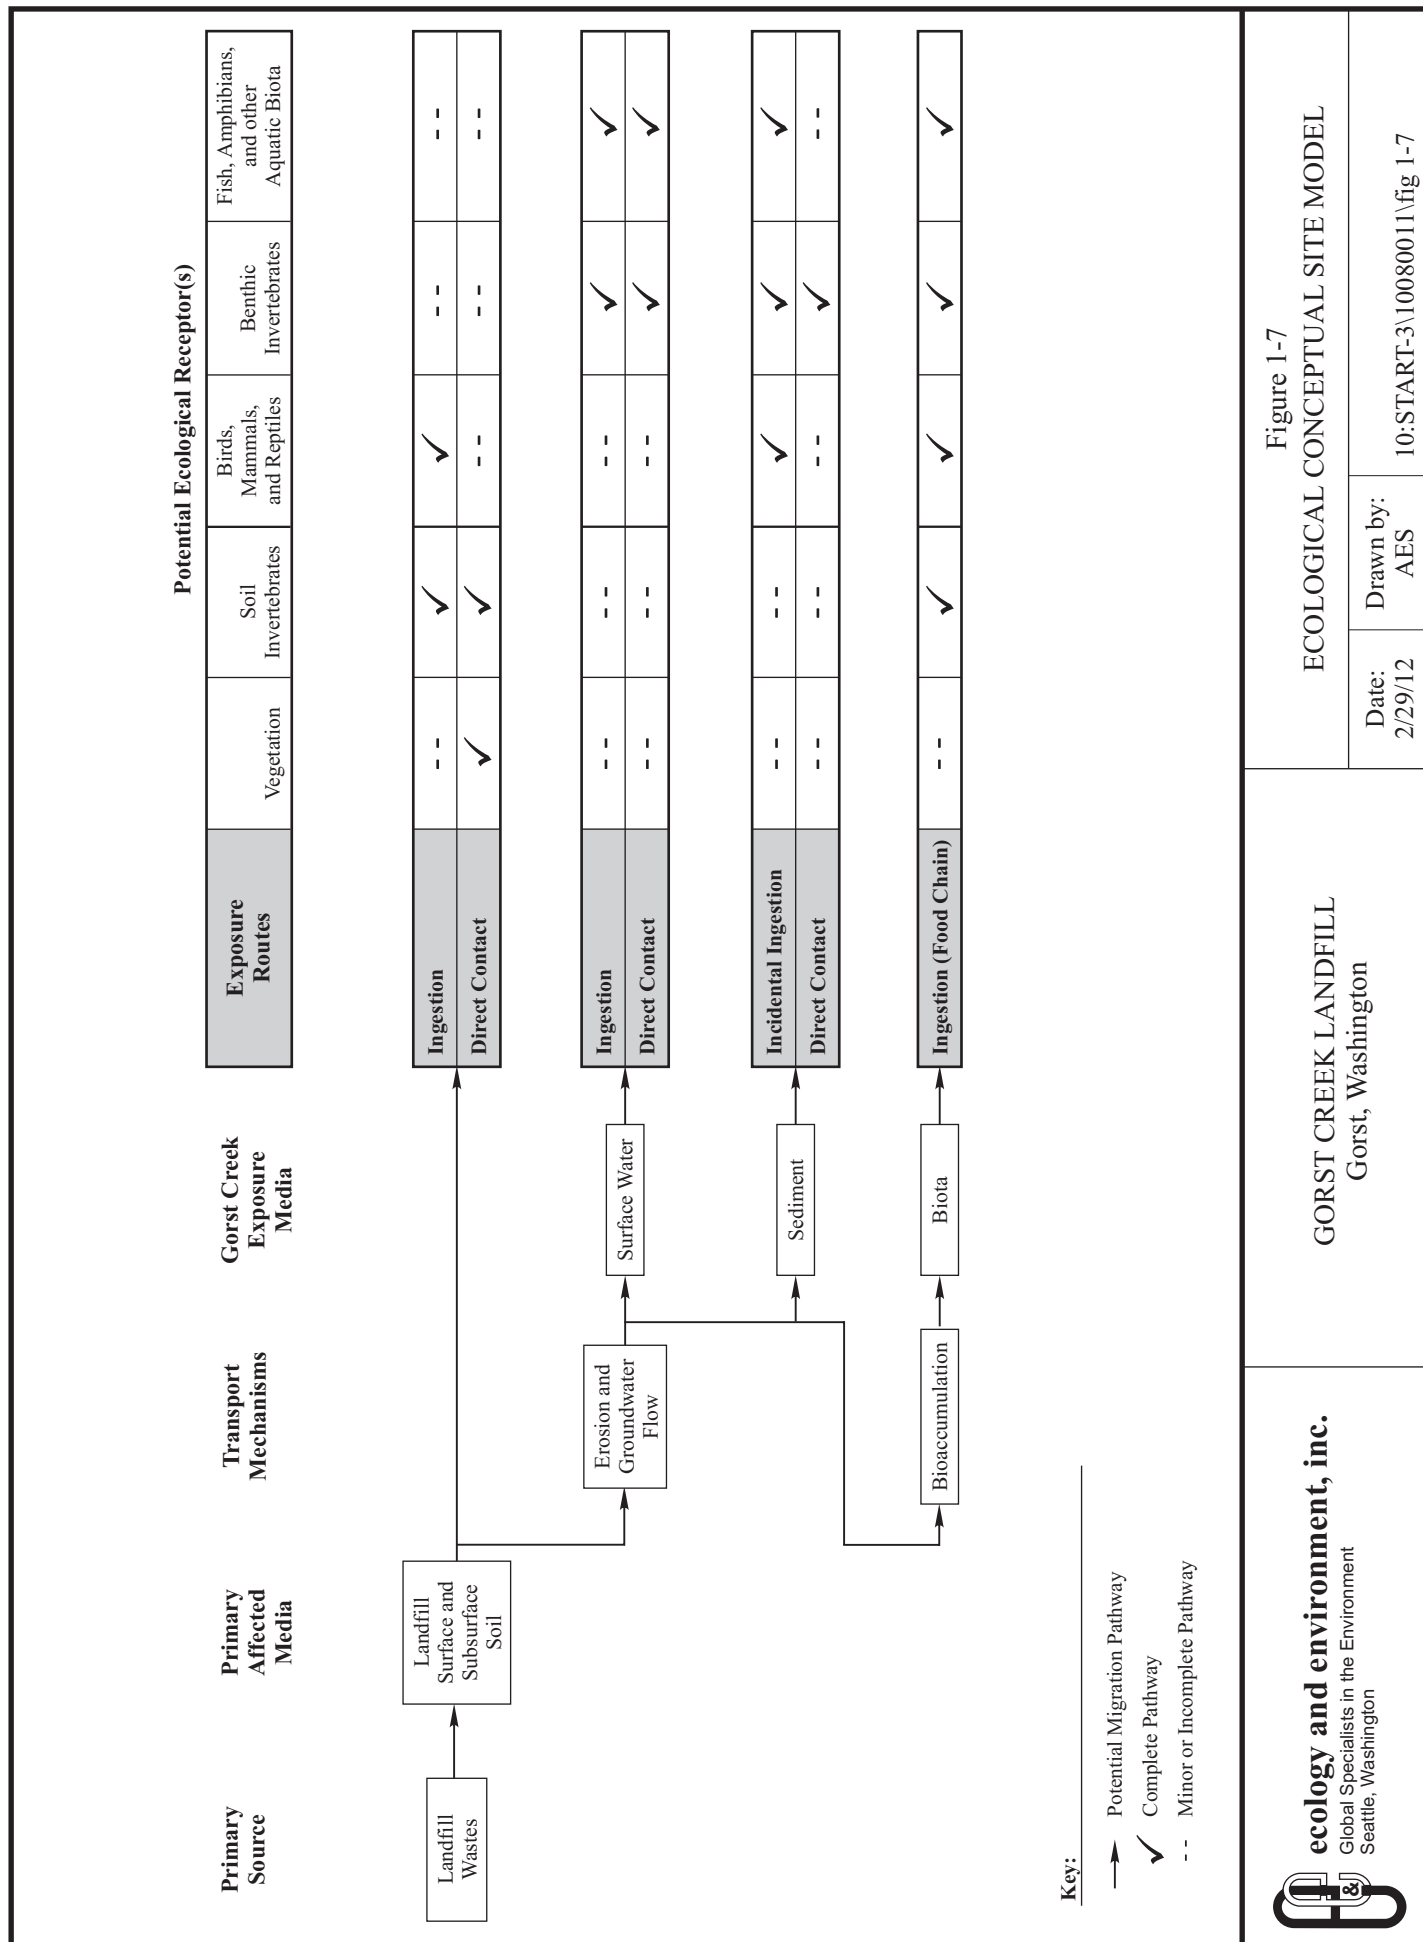 Potential Ecological Receptor(s)
Primary
Source
Primary
Affected
Media
Transport
Mechanisms
Gorst Creek
Exposure
Media
Exposure
Routes
Vegetation
Soil
Invertebrates
Birds,
Mammals,
and Reptiles
Benthic
Invertebrates
Fish, Amphibians,
and other
Aquatic Biota
Landfill
Wastes
Landfill
Surface and
Subsurface
Soil
Ingestion
-- ✓ ✓ -- --
Direct Contact
✓ ✓ -- -- --
Erosion and
Groundwater
Flow
Surface Water
Ingestion
-- -- -- ✓ ✓
Direct Contact
-- -- -- ✓ ✓
Sediment
Incidental Ingestion
-- -- ✓ ✓ ✓
Direct Contact
-- -- -- ✓ --
Bioaccumulation
Biota
Ingestion (Food Chain)
-- ✓ ✓ ✓ ✓
Key:
Potential Migration Pathway
✓ Complete Pathway
-- Minor or Incomplete Pathway
&
ecology and environment, inc.
Global Specialists in the Environment
Seattle, Washington
GORST CREEK LANDFILL
Gorst, Washington
Figure 1-7
ECOLOGICAL CONCEPTUAL SITE MODEL
Date:
2/29/12
Drawn by:
AES
10:START-3\10080011\fig 1-7